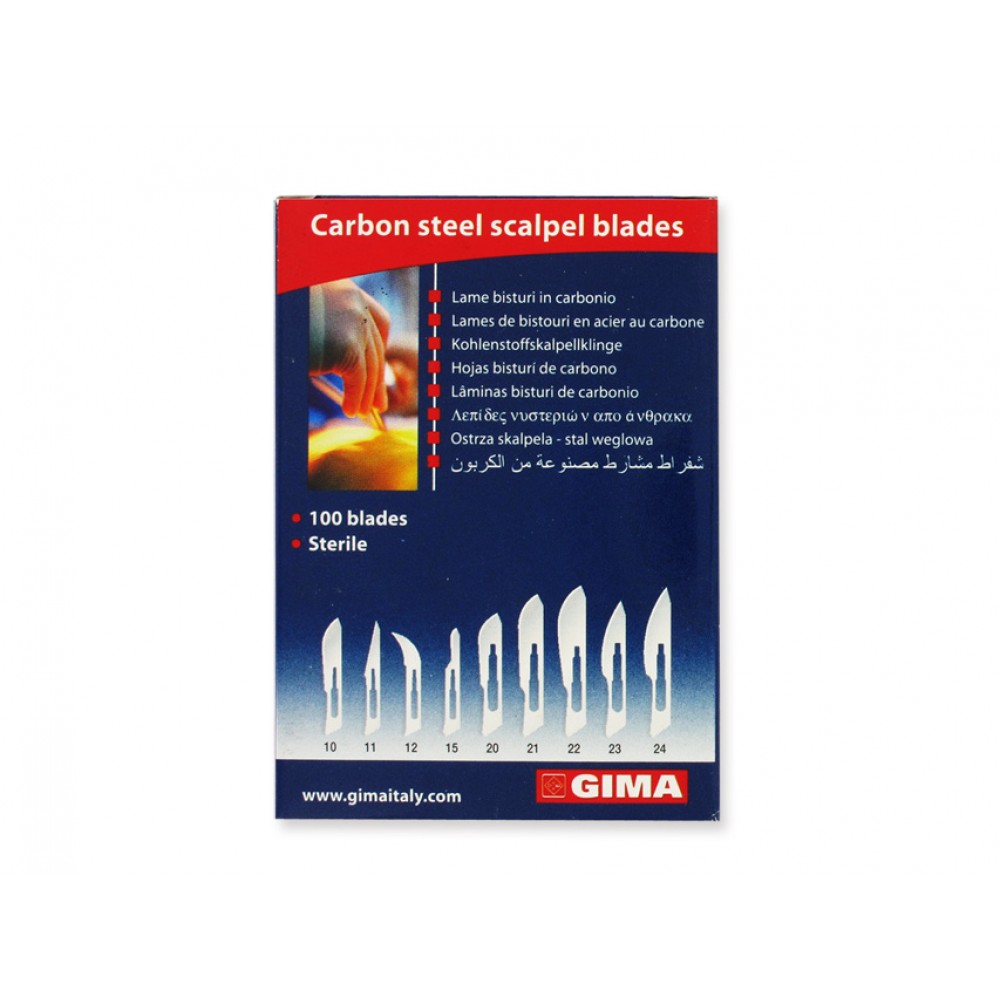 Carbon steel scalpel blades
Lame bisturi in carbonio
Lames de bistouri en acier au carbone
Kohlenstoffskalpellklinge
Hojas bisturí de carbono
Lâminas bisturi de carbonio
Λεπίδες νυστεριώ ν απο άνθρακα
Ostrza skalpela - stal weglowa
شفراط مشارط مصنوعة من الكربون
• 100 blades
• Sterile
10 11 12 15 20 21 22 23 24
www.gimaitaly.com
GIMA